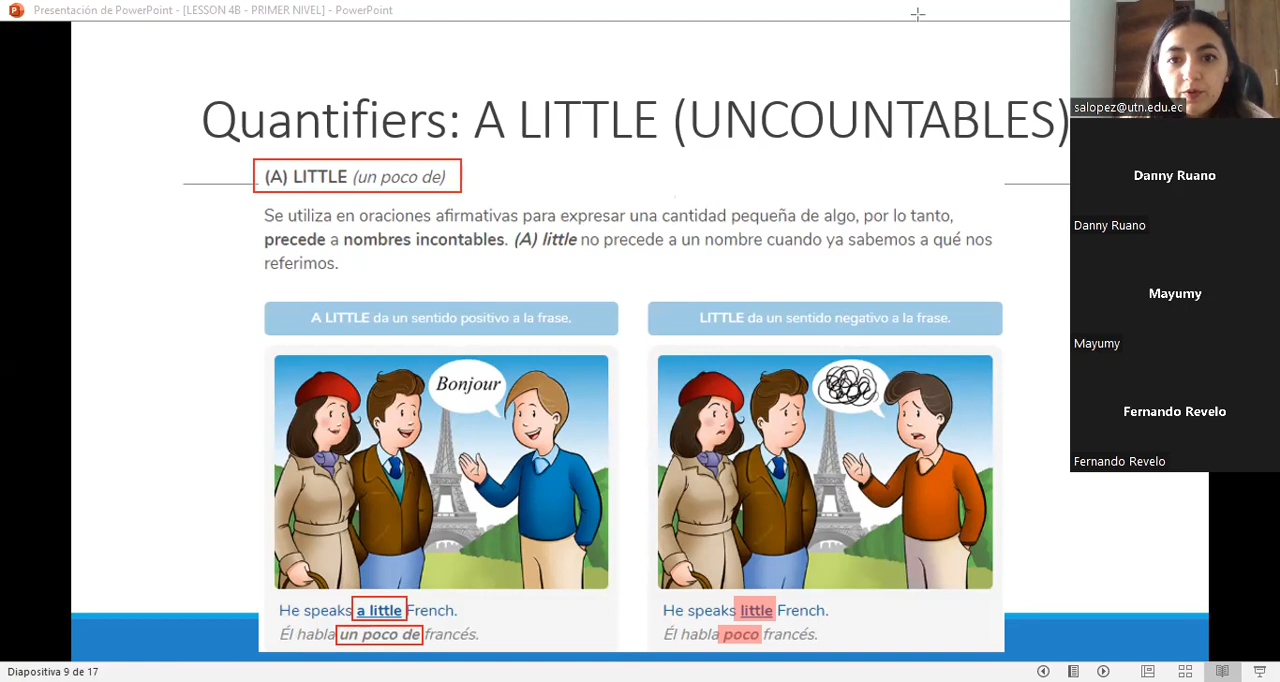 Presentación de PowerPoint - [LESSON 4B - PRIMER NIVEL] - PowerPoint
Quantifiers: A LITTLE (UNCOUNTABLES)
(A) LITTLE (un poco de)
Se utiliza en oraciones afirmativas para expresar una cantidad pequeña de algo, por lo tanto,
precede a nombres incontables. (A) little no precede a un nombre cuando ya sabemos a qué nos
referimos.
A LITTLE da un sentido positivo a la frase.
Bonjour
He speaks a little French.
Él habla un poco de francés.
LITTLE da un sentido negativo a la frase.
He speaks little French.
Él habla poco francés.
salopez@utn.edu.ec
Danny Ruano
Danny Ruano
Mayumy
Mayumy
Fernando Revelo
Fernando Revelo
Diapositiva 9 de 17